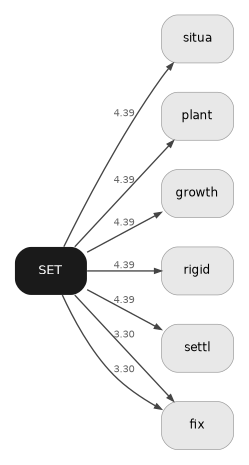 situa
4.39
plant
4.39
growth
4.39
SET
4.39
rigid
4.39
settl
3.30
3.30
fix